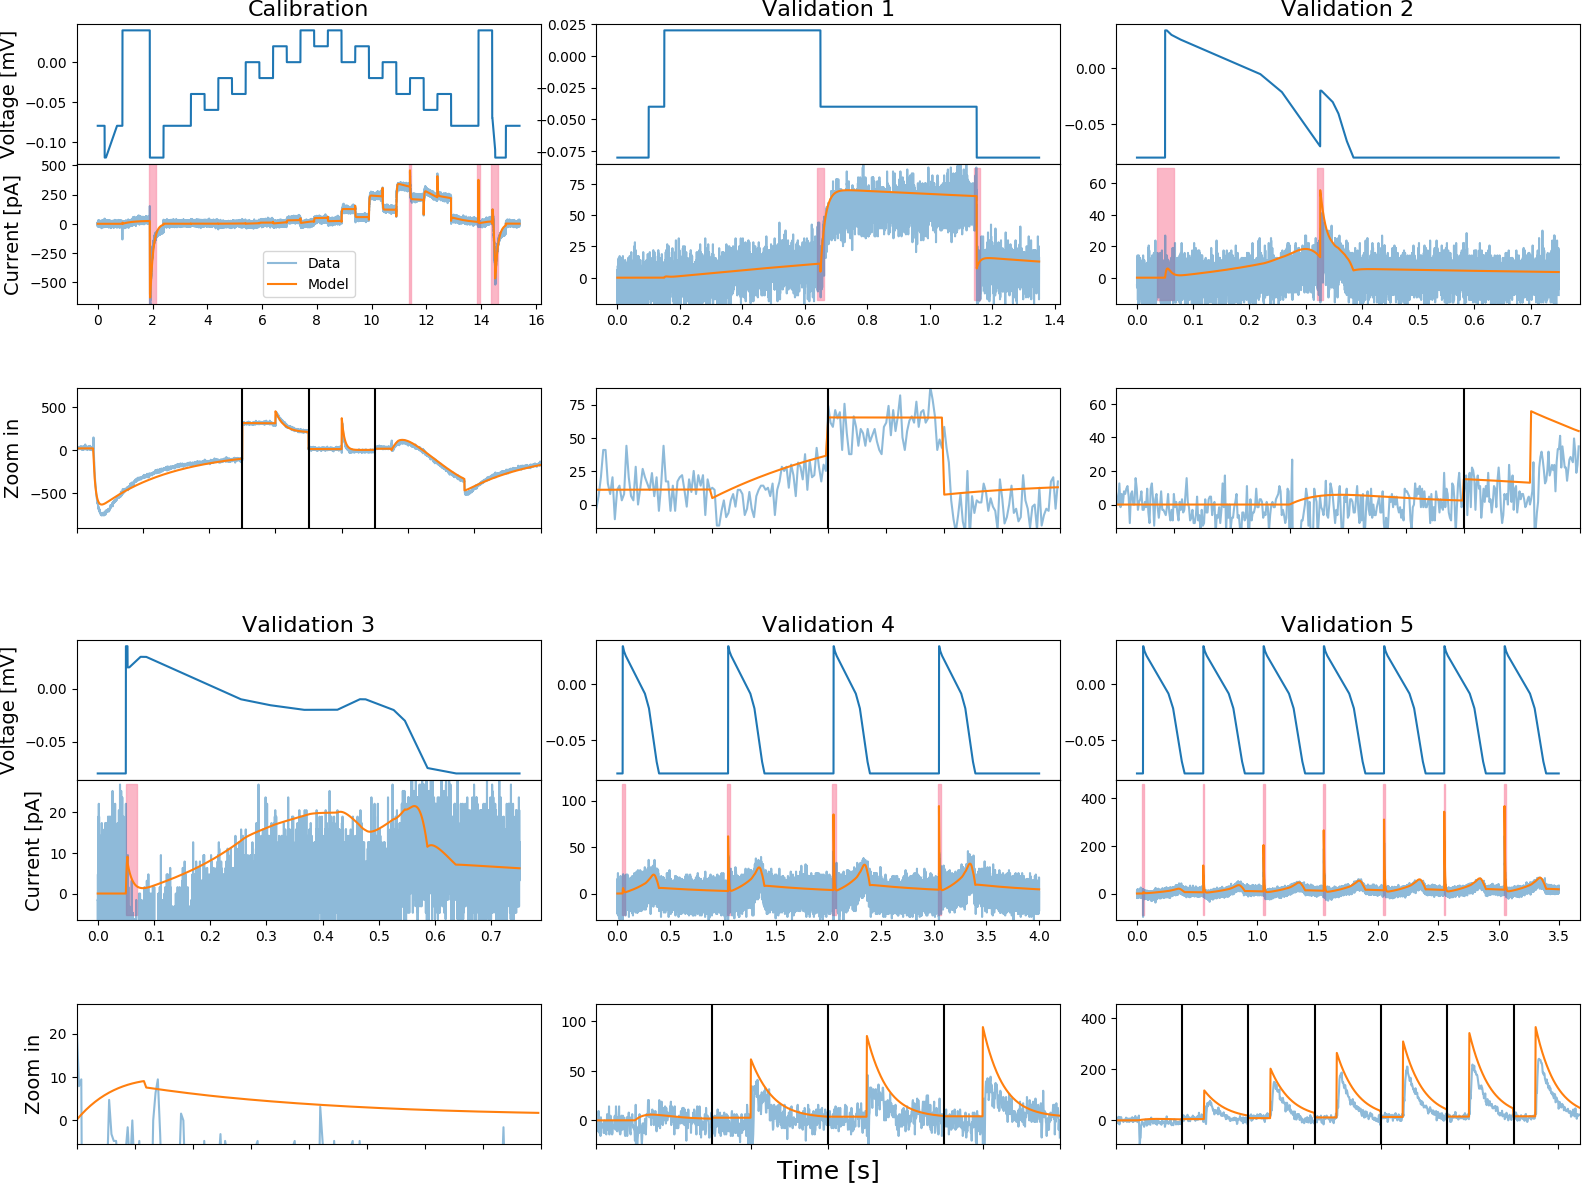 Calibration
Validation 1
Validation 2
Voltage [mV]
0.00
−0.05
−0.10
0.025
0.000
−0.025
−0.050
−0.075
0.00
−0.05
Current [pA]
500
250
0
−250
−500
Data
Model
75
50
25
0
60
40
20
0
0 2 4 6 8 10 12 14 16
0.0 0.2 0.4 0.6 0.8 1.0 1.2 1.4
0.0 0.1 0.2 0.3 0.4 0.5 0.6 0.7
Zoom in
500
0
−500
75
50
25
0
60
40
20
0
Validation 3
Validation 4
Validation 5
Voltage [mV]
0.00
−0.05
0.00
−0.05
0.00
−0.05
Current [pA]
20
10
0
100
50
0
400
200
0
0.0 0.1 0.2 0.3 0.4 0.5 0.6 0.7
0.0 0.5 1.0 1.5 2.0 2.5 3.0 3.5 4.0
0.0 0.5 1.0 1.5 2.0 2.5 3.0 3.5
Zoom in
20
10
0
100
50
0
400
200
0
Time [s]